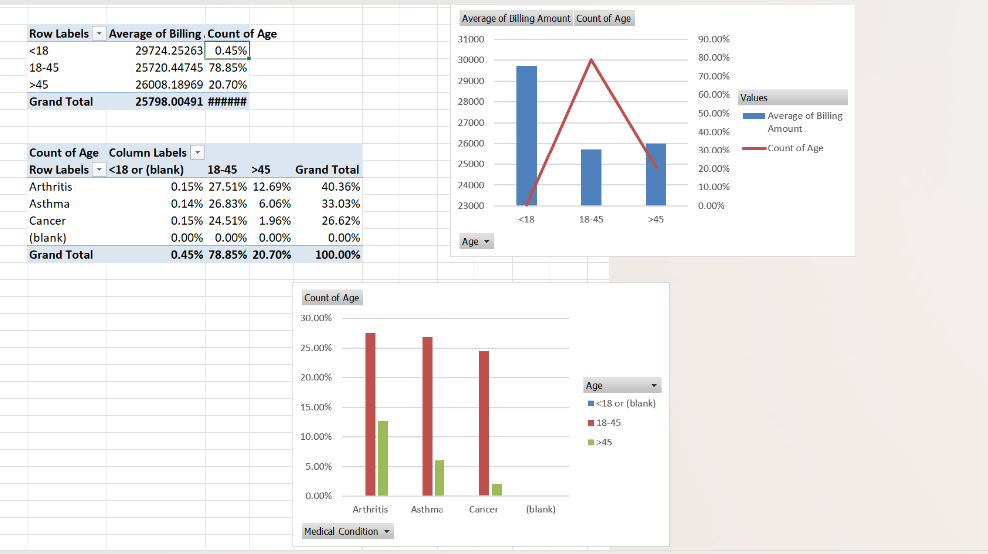 Row Labels Average of Billing Count of Age
<18 29724.25263 0.45%
18-45 25720.44745 78.85%
>45 26008.18969 20.70%
Grand Total 25798.00491 ######
Count of Age Column Labels
Row Labels <18 or (blank) 18-45 >45 Grand Total
Arthritis 0.15% 27.51% 12.69% 40.36%
Asthma 0.14% 26.83% 6.06% 33.03%
Cancer 0.15% 24.51% 1.96% 26.62%
(blank) 0.00% 0.00% 0.00% 0.00%
Grand Total 0.45% 78.85% 20.70% 100.00%
Average of Billing Amount Count of Age
31000
30000
29000
28000
27000
26000
25000
24000
23000
90.00%
80.00%
70.00%
60.00%
50.00%
40.00%
30.00%
20.00%
10.00%
0.00%
<18 18-45 >45
Values
Average of Billing
Amount
Count of Age
Age
Count of Age
30.00%
25.00%
20.00%
15.00%
10.00%
5.00%
0.00%
Arthritis Asthma Cancer (blank)
Age
<18 or (blank)
18-45
>45
Medical Condition